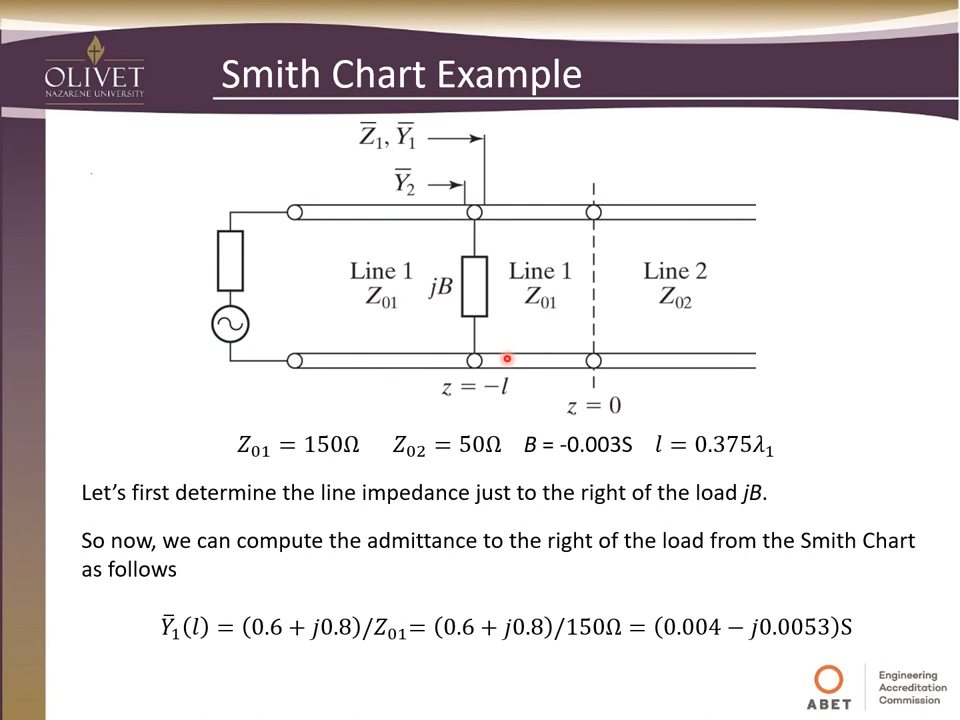 OLIVET
NAZARENE UNIVERSITY
Smith Chart Example
Z̅₁, Y̅₁
Y̅₂
Line 1 jB Line 1 Line 2
Z₀₁ Z₀₁ Z₀₂
z = −l
z = 0
Z₀₁ = 150Ω Z₀₂ = 50Ω B = -0.003S l = 0.375λ₁
Let's first determine the line impedance just to the right of the load jB.
So now, we can compute the admittance to the right of the load from the Smith Chart
as follows
Y̅₁(l) = (0.6 + j0.8)/Z₀₁= (0.6 + j0.8)/150Ω = (0.004 − j0.0053)S
ABET
Engineering
Accreditation
Commission